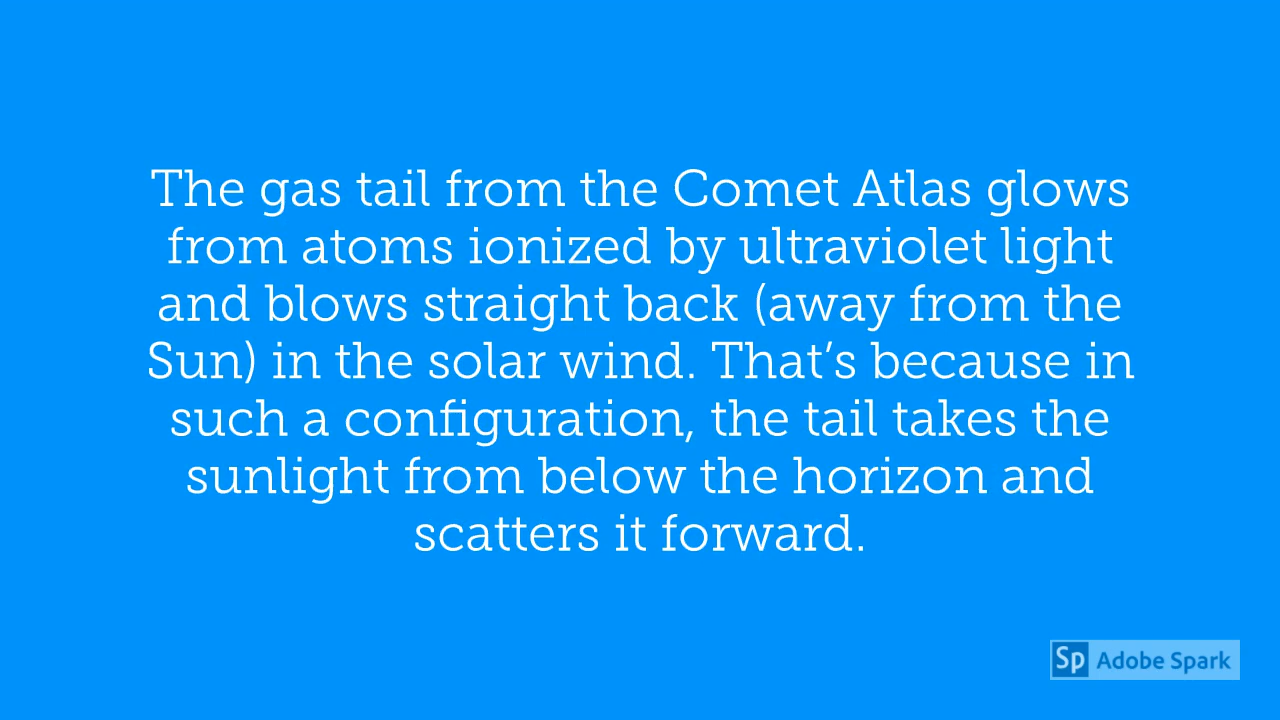 The gas tail from the Comet Atlas glows
from atoms ionized by ultraviolet light
and blows straight back (away from the
Sun) in the solar wind. That’s because in
such a configuration, the tail takes the
sunlight from below the horizon and
scatters it forward.
Sp Adobe Spark